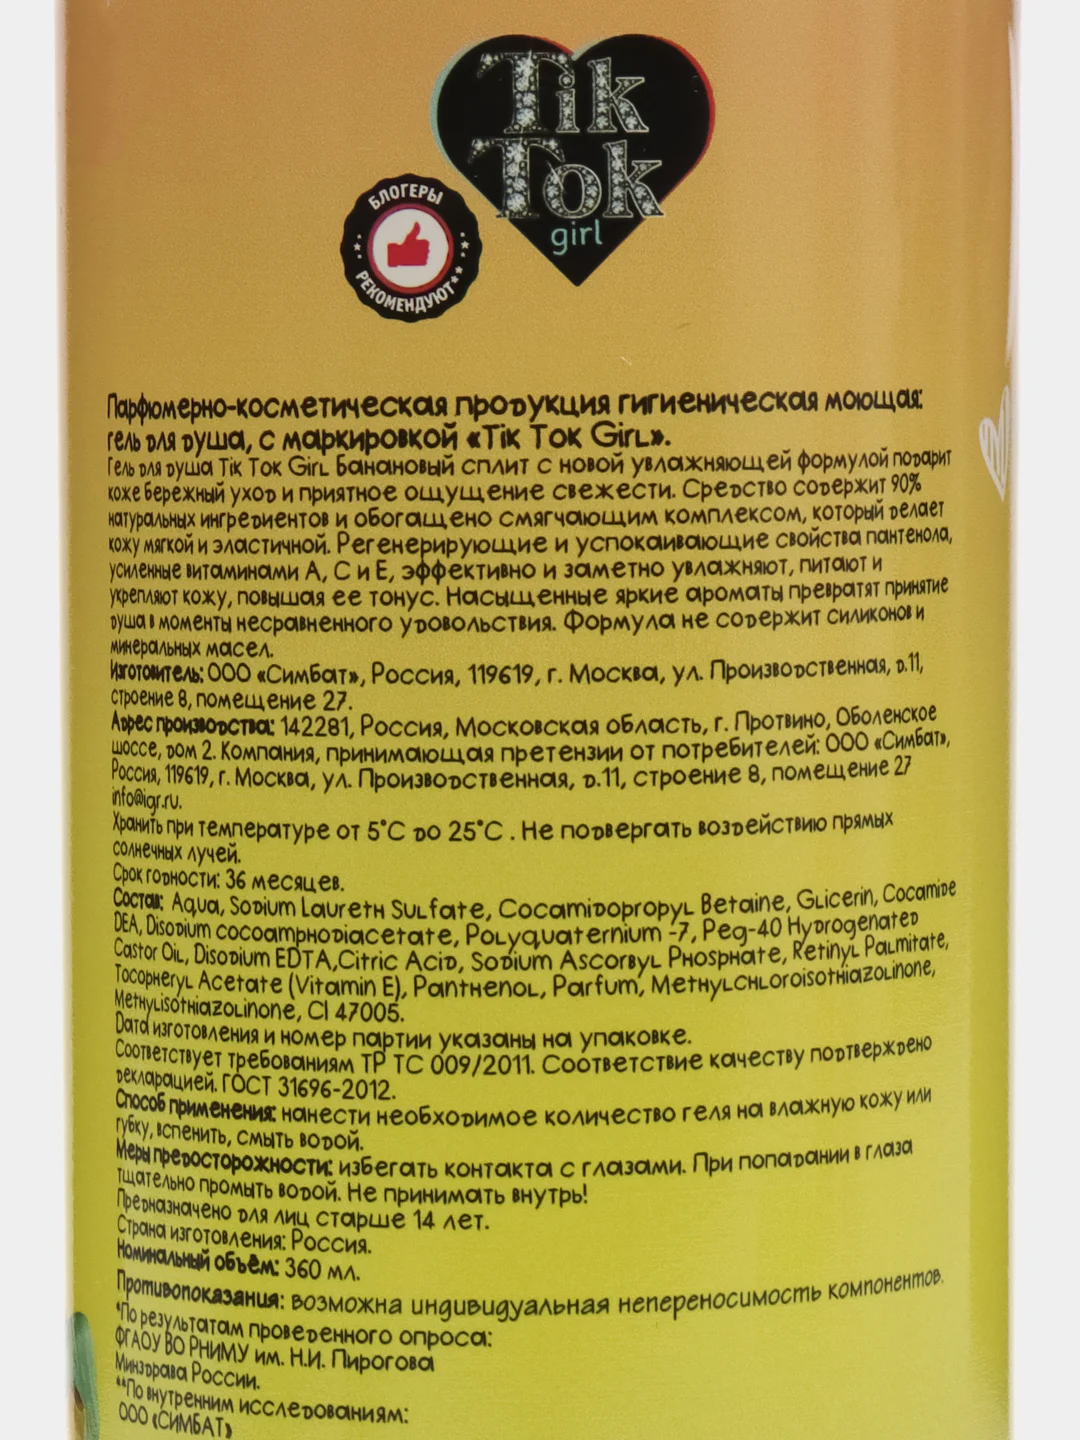 Tik
Tok
girl
БЛОГЕРЫ
РЕКОМЕНДУЮТ**
Парфюмерно-косметическая продукция гигиеническая моющая:
гель для душа, с маркировкой «Tik Tok Girl».
Гель для душа Tik Tok Girl Банановый сплит с новой увлажняющей формулой подарит
коже бережный уход и приятное ощущение свежести. Средство содержит 90%
натуральных ингредиентов и обогащено смягчающим комплексом, который делает
кожу мягкой и эластичной. Регенерирующие и успокаивающие свойства пантенола,
усиленные витаминами А, С и Е, эффективно и заметно увлажняют, питают и
укрепляют кожу, повышая ее тонус. Насыщенные яркие ароматы превратят принятие
душа в моменты несравненного удовольствия. Формула не содержит силиконов и
минеральных масел.
Изготовитель: ООО «СимБат», Россия, 119619, г. Москва, ул. Производственная, д.11,
строение 8, помещение 27.
Адрес производства: 142281, Россия, Московская область, г. Протвино, Оболенское
шоссе, дом 2. Компания, принимающая претензии от потребителей: ООО «Симбат»,
Россия, 119619, г. Москва, ул. Производственная, д.11, строение 8, помещение 27
info@igr.ru.
Хранить при температуре от 5°С до 25°С . Не подвергать воздействию прямых
солнечных лучей.
Срок годности: 36 месяцев.
Состав: Aqua, Sodium Laureth Sulfate, Cocamidopropyl Betaine, Glicerin, Cocamide
DEA, Disodium cocoamphodiacetate, Polyquaternium -7, Peg-40 Hydrogenated
Castor Oil, Disodium EDTA,Citric Acid, Sodium Ascorbyl Phosphate, Retinyl Palmitate,
Tocopheryl Acetate (Vitamin E), Panthenol, Parfum, Methylchloroisothiazolinone,
Methylisothiazolinone, CI 47005.
Дата изготовления и номер партии указаны на упаковке.
Соответствует требованиям ТР ТС 009/2011. Соответствие качеству подтверждено
декларацией. ГОСТ 31696-2012.
Способ применения: нанести необходимое количество геля на влажную кожу или
губку, вспенить, смыть водой.
Меры предосторожности: избегать контакта с глазами. При попадании в глаза
тщательно промыть водой. Не принимать внутрь!
Предназначено для лиц старше 14 лет.
Страна изготовления: Россия.
Номинальный объём: 360 мл.
Противопоказания: возможна индивидуальная непереносимость компонентов.
*По результатам проведенного опроса:
ФГАОУ ВО РНИМУ им. Н.И. Пирогова
Минздрава России.
**По внутренним исследованиям:
ООО «СИМБАТ»